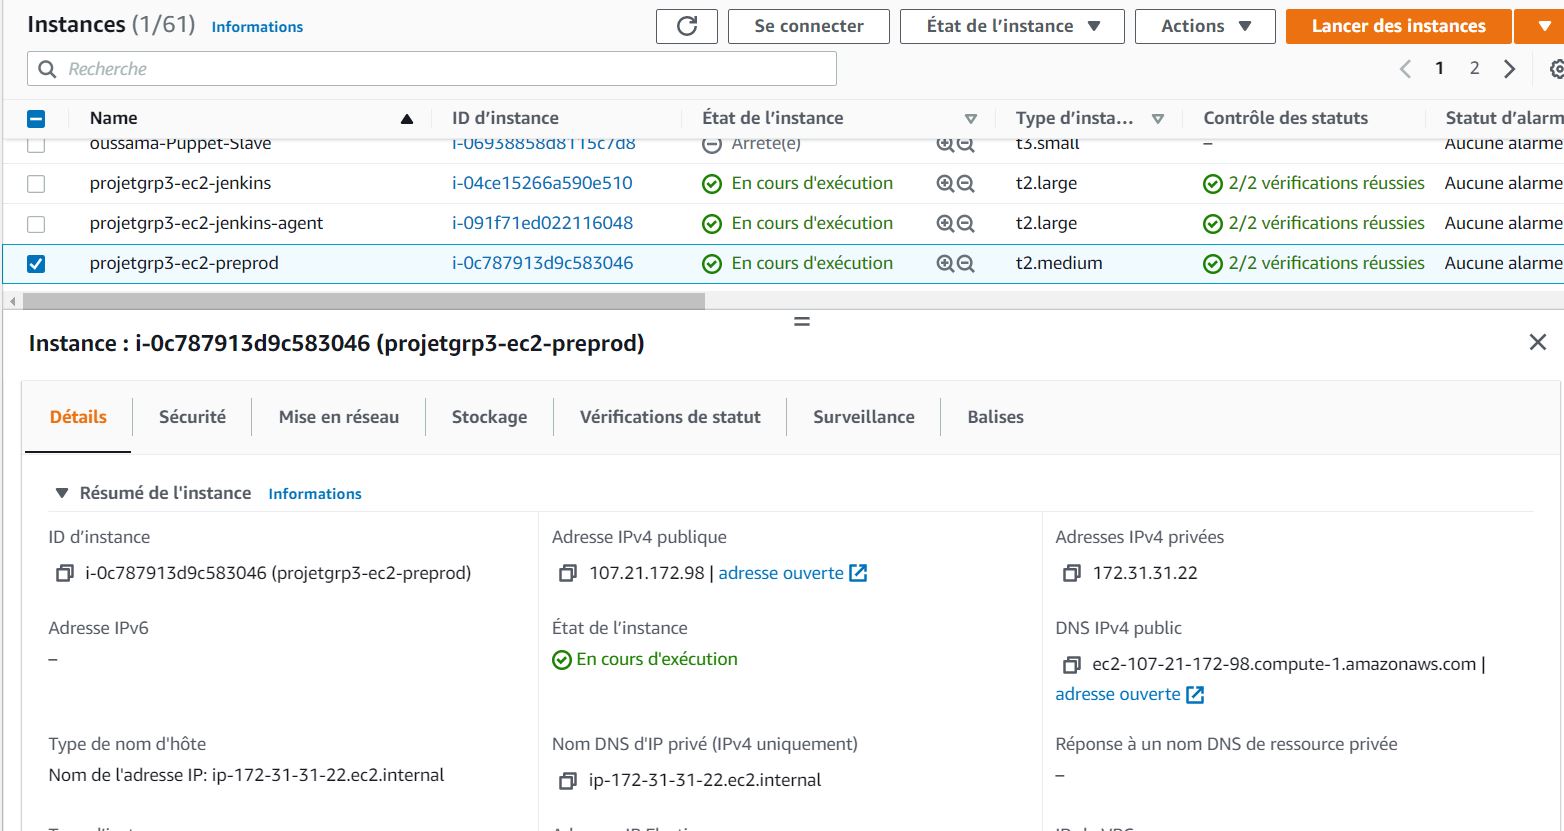 Instances (1/61) Informations Se connecter État de l’instance Actions Lancer des instances
Recherche
1 2
Name ID d’instance État de l’instance Type d’insta... Contrôle des statuts Statut d’alarm
oussama-Puppet-Slave i-06938858d8115c7d8 Arrêté(e) t3.small – Aucune alarme
projetgrp3-ec2-jenkins i-04ce15266a590e510 En cours d'exécution t2.large 2/2 vérifications réussies Aucune alarme
projetgrp3-ec2-jenkins-agent i-091f71ed022116048 En cours d'exécution t2.large 2/2 vérifications réussies Aucune alarme
projetgrp3-ec2-preprod i-0c787913d9c583046 En cours d'exécution t2.medium 2/2 vérifications réussies Aucune alarme
Instance : i-0c787913d9c583046 (projetgrp3-ec2-preprod)
Détails Sécurité Mise en réseau Stockage Vérifications de statut Surveillance Balises
Résumé de l'instance Informations
ID d’instance
i-0c787913d9c583046 (projetgrp3-ec2-preprod)
Adresse IPv4 publique
107.21.172.98 | adresse ouverte
Adresses IPv4 privées
172.31.31.22
Adresse IPv6
–
État de l’instance
En cours d'exécution
DNS IPv4 public
ec2-107-21-172-98.compute-1.amazonaws.com |
adresse ouverte
Type de nom d'hôte
Nom de l'adresse IP: ip-172-31-31-22.ec2.internal
Nom DNS d'IP privé (IPv4 uniquement)
ip-172-31-31-22.ec2.internal
Réponse à un nom DNS de ressource privée
–